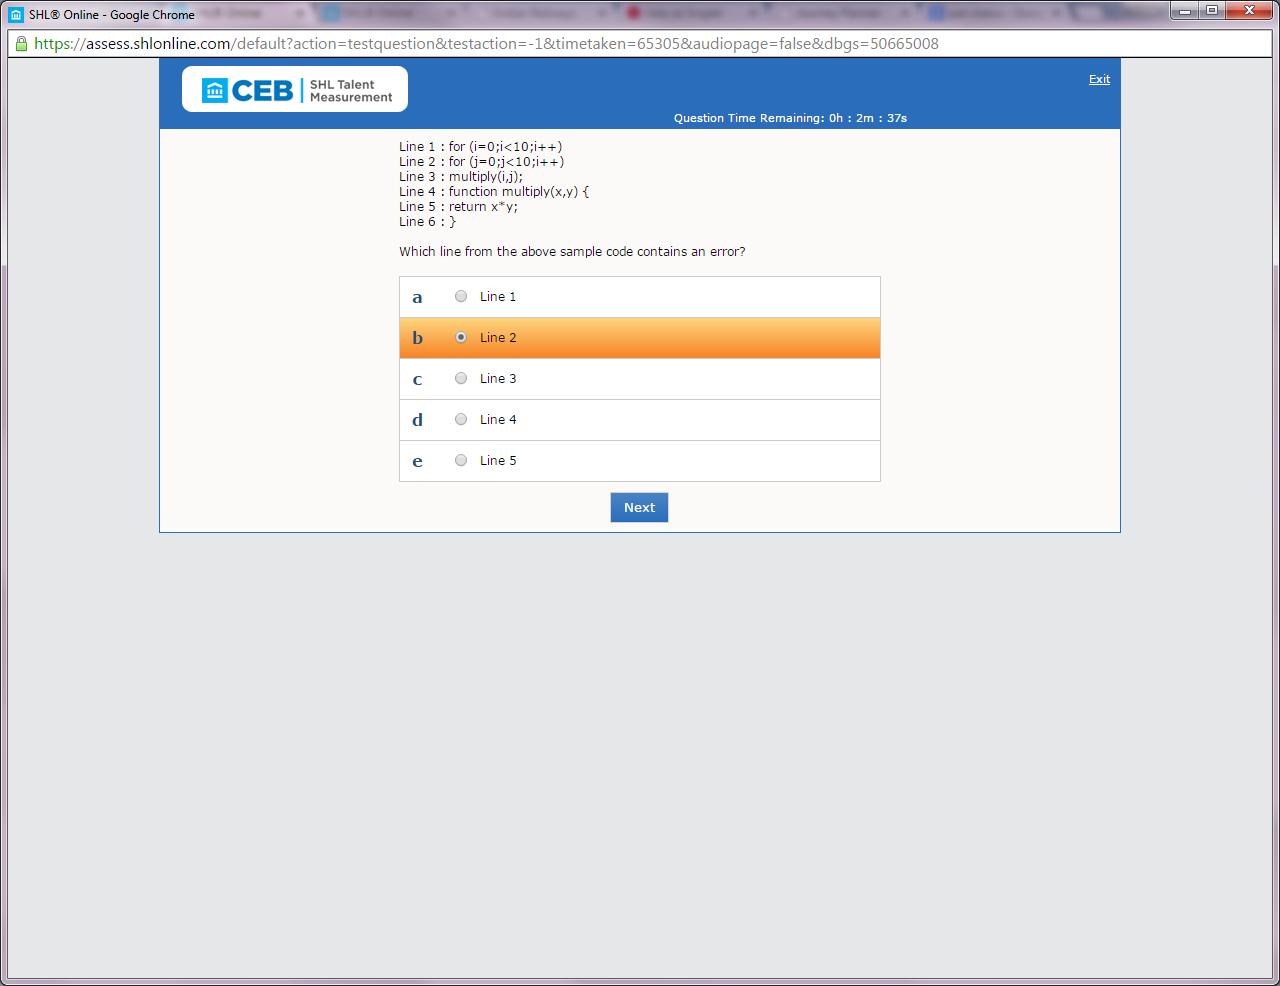 SHL® Online - Google Chrome
https://assess.shlonline.com/default?action=testquestion&testaction=-1&timetaken=65305&audiopage=false&dbgs=50665008
CEB SHL Talent Measurement
Exit
Question Time Remaining: 0h : 2m : 37s
Line 1 : for (i=0;i<10;i++)
Line 2 : for (j=0;j<10;i++)
Line 3 : multiply(i,j);
Line 4 : function multiply(x,y) {
Line 5 : return x*y;
Line 6 : }
Which line from the above sample code contains an error?
a Line 1
b Line 2
c Line 3
d Line 4
e Line 5
Next